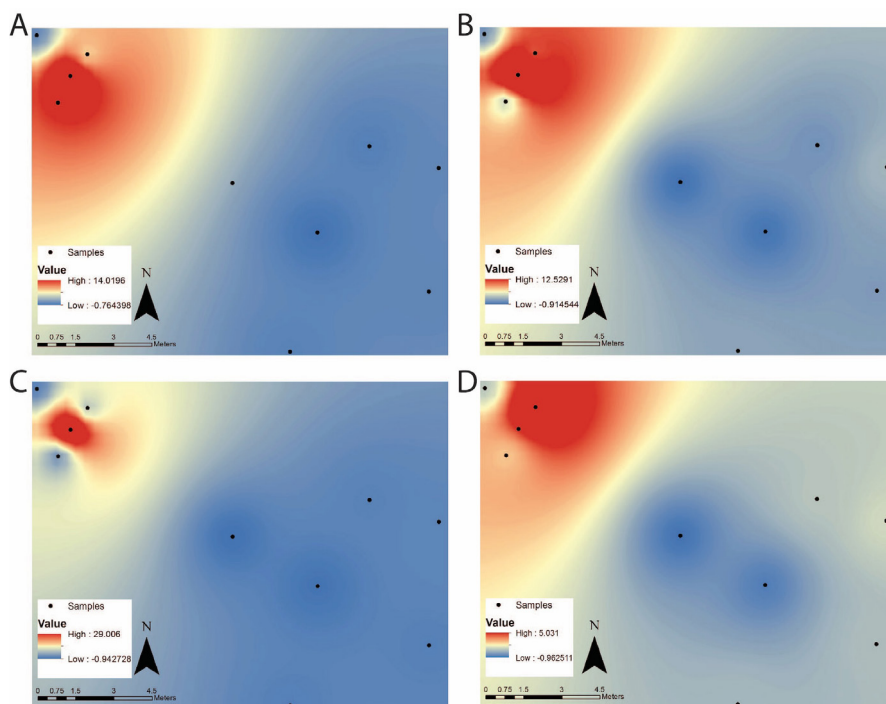 A
Samples
Value
High : 14.0196
Low : -0.764398
N
0 0.75 1.5 3 4.5
Meters
B
Samples
Value
High : 12.5291
Low : -0.914544
N
0 0.75 1.5 3 4.5
Meters
C
Samples
Value
High : 29.006
Low : -0.942728
N
0 0.75 1.5 3 4.5
Meters
D
Samples
Value
High : 5.031
Low : -0.962511
N
0 0.75 1.5 3 4.5
Meters